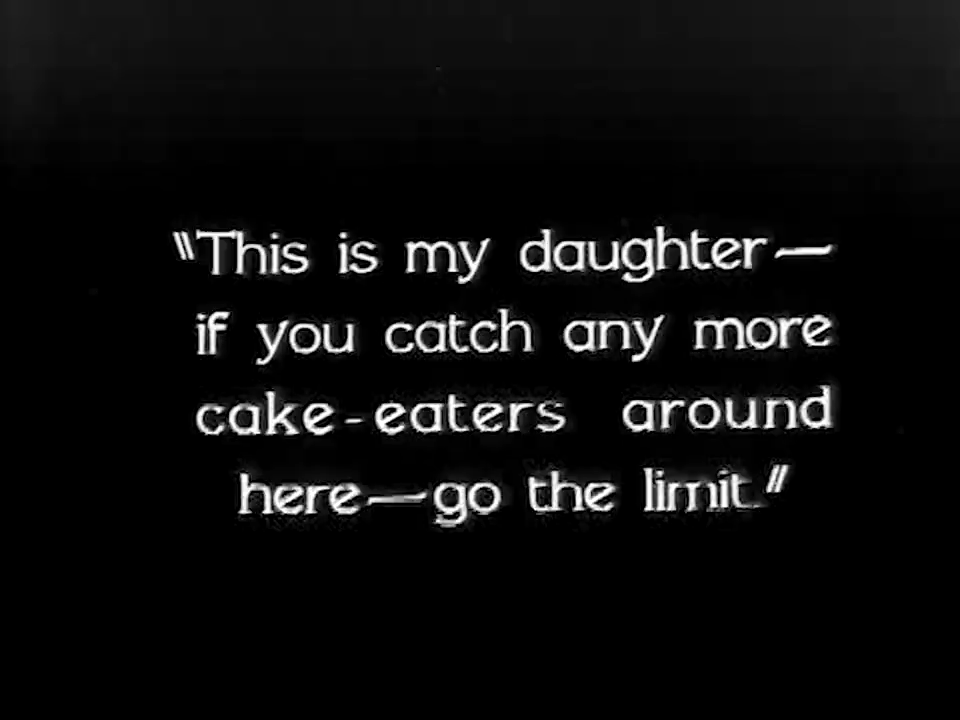 "This is my daughter—
if you catch any more
cake-eaters around
here—go the limit."